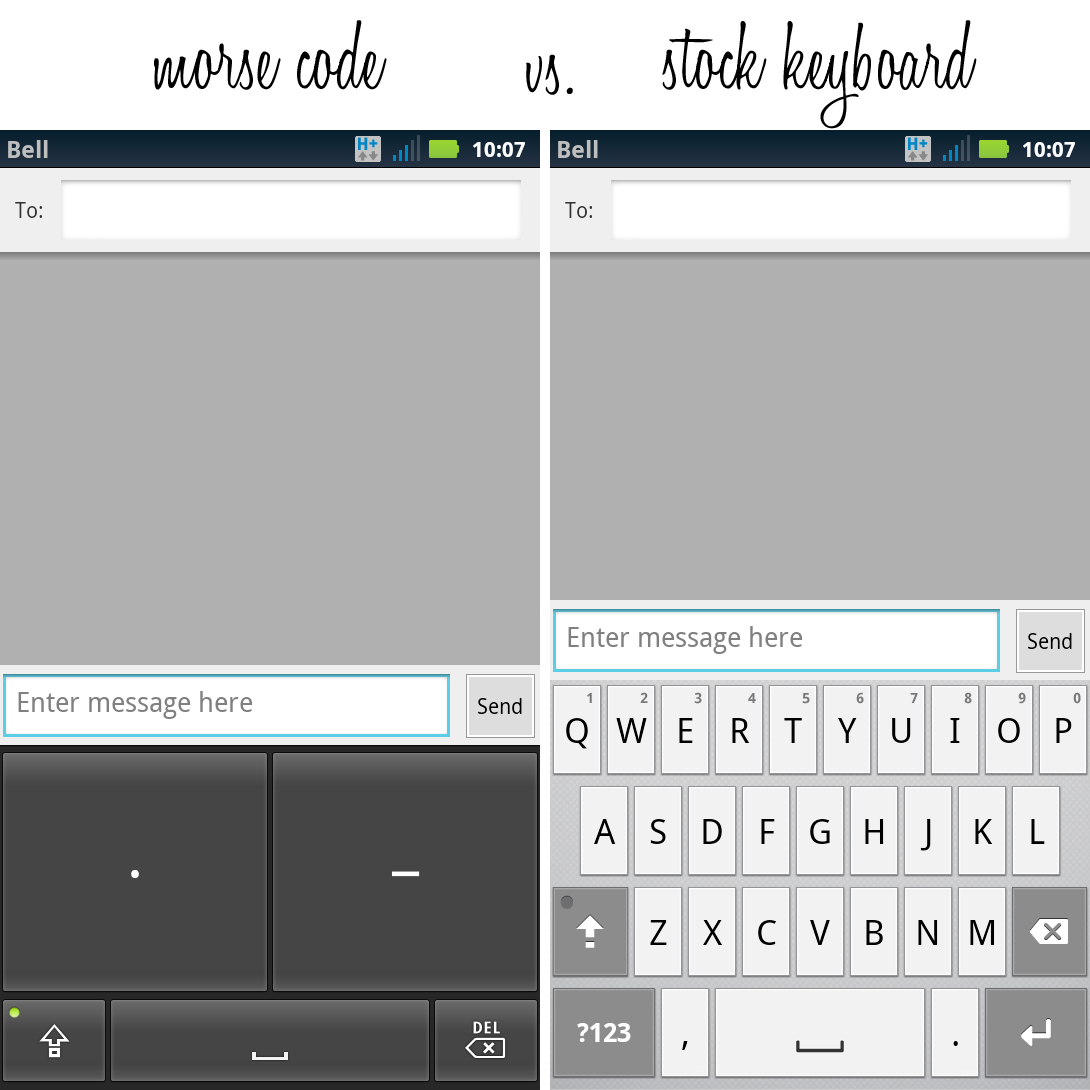 morse code vs. stock keyboard
Bell H+ 10:07
To:
Enter message here
Send
. –
DEL
Bell H+ 10:07
To:
Enter message here
Send
1 2 3 4 5 6 7 8 9 0
Q W E R T Y U I O P
A S D F G H J K L
Z X C V B N M
?123 , .